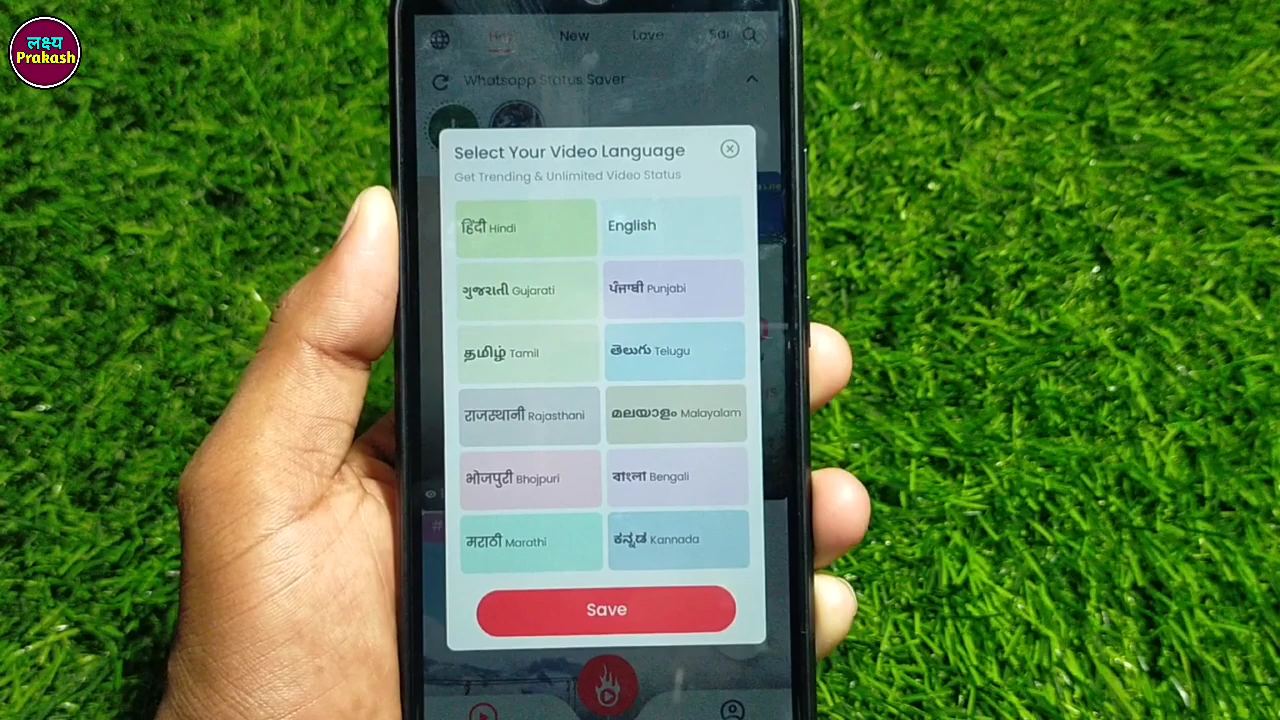 लक्ष्य
Prakash
Hot New Love
Whatsapp Status Saver
Select Your Video Language
Get Trending & Unlimited Video Status
हिंदी Hindi
English
ગુજરાતી Gujarati
ਪੰਜਾਬੀ Punjabi
தமிழ் Tamil
తెలుగు Telugu
राजस्थानी Rajasthani
മലയാളം Malayalam
भोजपुरी Bhojpuri
বাংলা Bengali
मराठी Marathi
ಕನ್ನಡ Kannada
Save